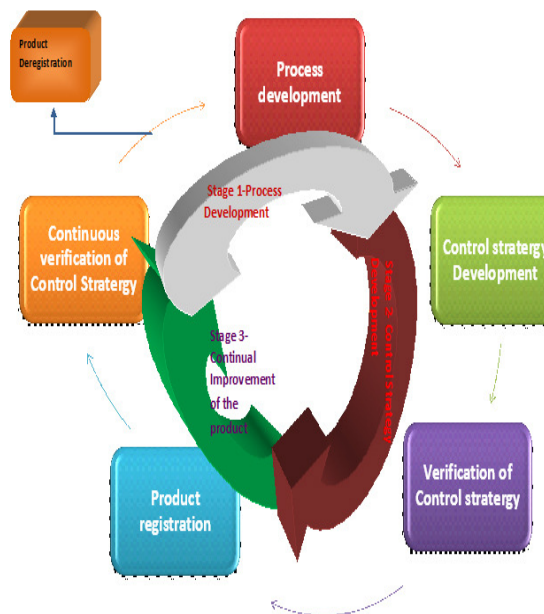 Product
Deregistration
Process
development
Stage 1-Process
Development
Continuous
verification of
Control Stratergy
Control stratergy
Development
Stage 2- Control Strategy
Development
Stage 3-
Continual
Improvement
of the
product
Product
registration
Verification of
Control stratergy